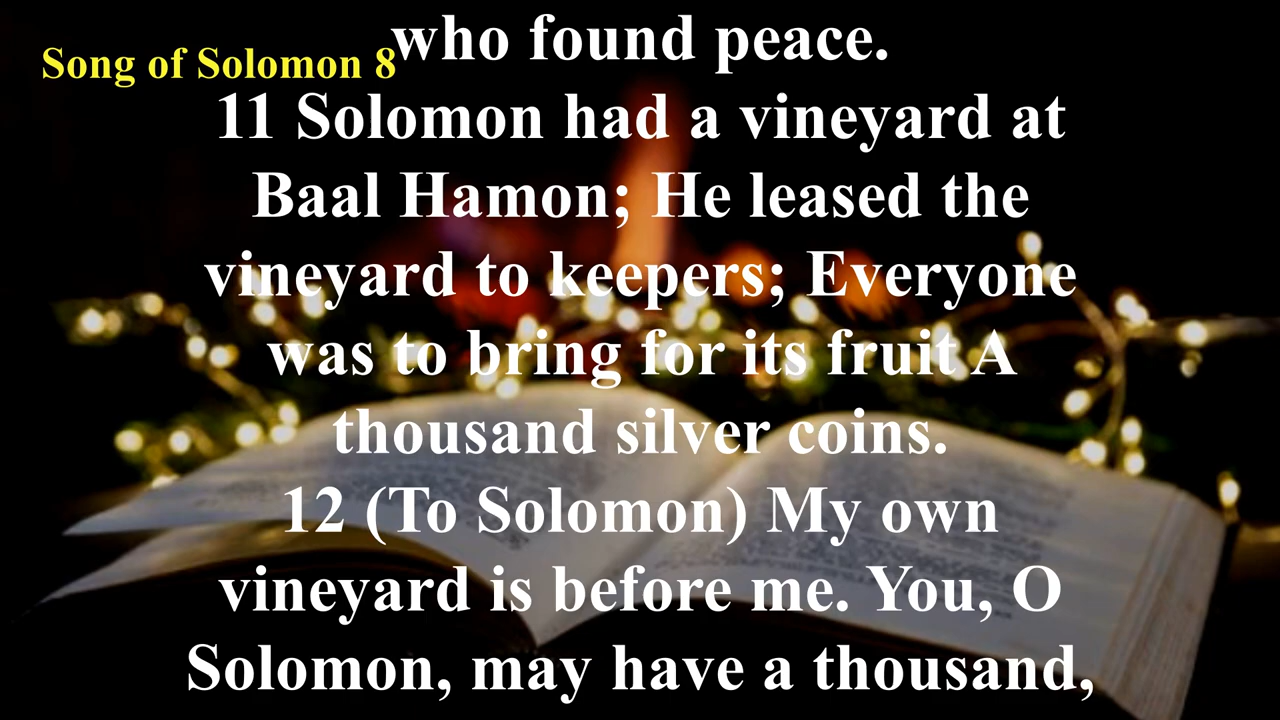 who found peace.
Song of Solomon 8
11 Solomon had a vineyard at
Baal Hamon; He leased the
vineyard to keepers; Everyone
was to bring for its fruit A
thousand silver coins.
12 (To Solomon) My own
vineyard is before me. You, O
Solomon, may have a thousand,